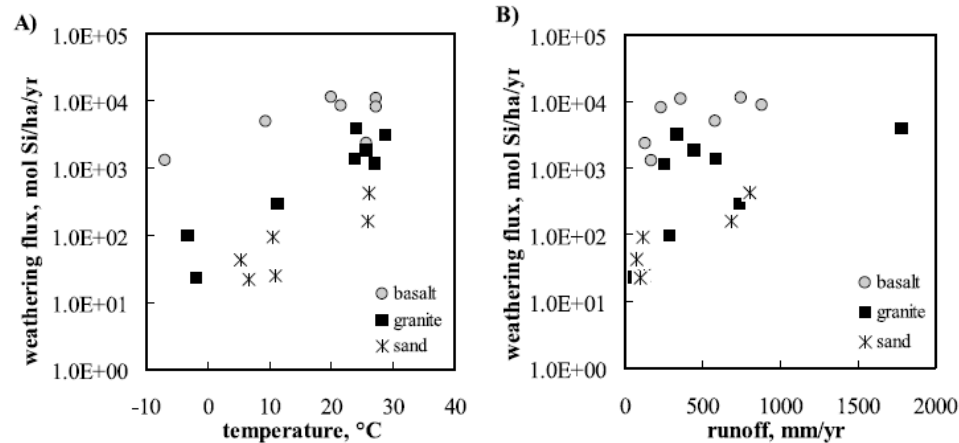 A)
weathering flux, mol Si/ha/yr
1.0E+05
1.0E+04
1.0E+03
1.0E+02
1.0E+01
1.0E+00
-10 0 10 20 30 40
temperature, °C
basalt
granite
sand
B)
weathering flux, mol Si/ha/yr
1.0E+05
1.0E+04
1.0E+03
1.0E+02
1.0E+01
1.0E+00
0 500 1000 1500 2000
runoff, mm/yr
basalt
granite
sand